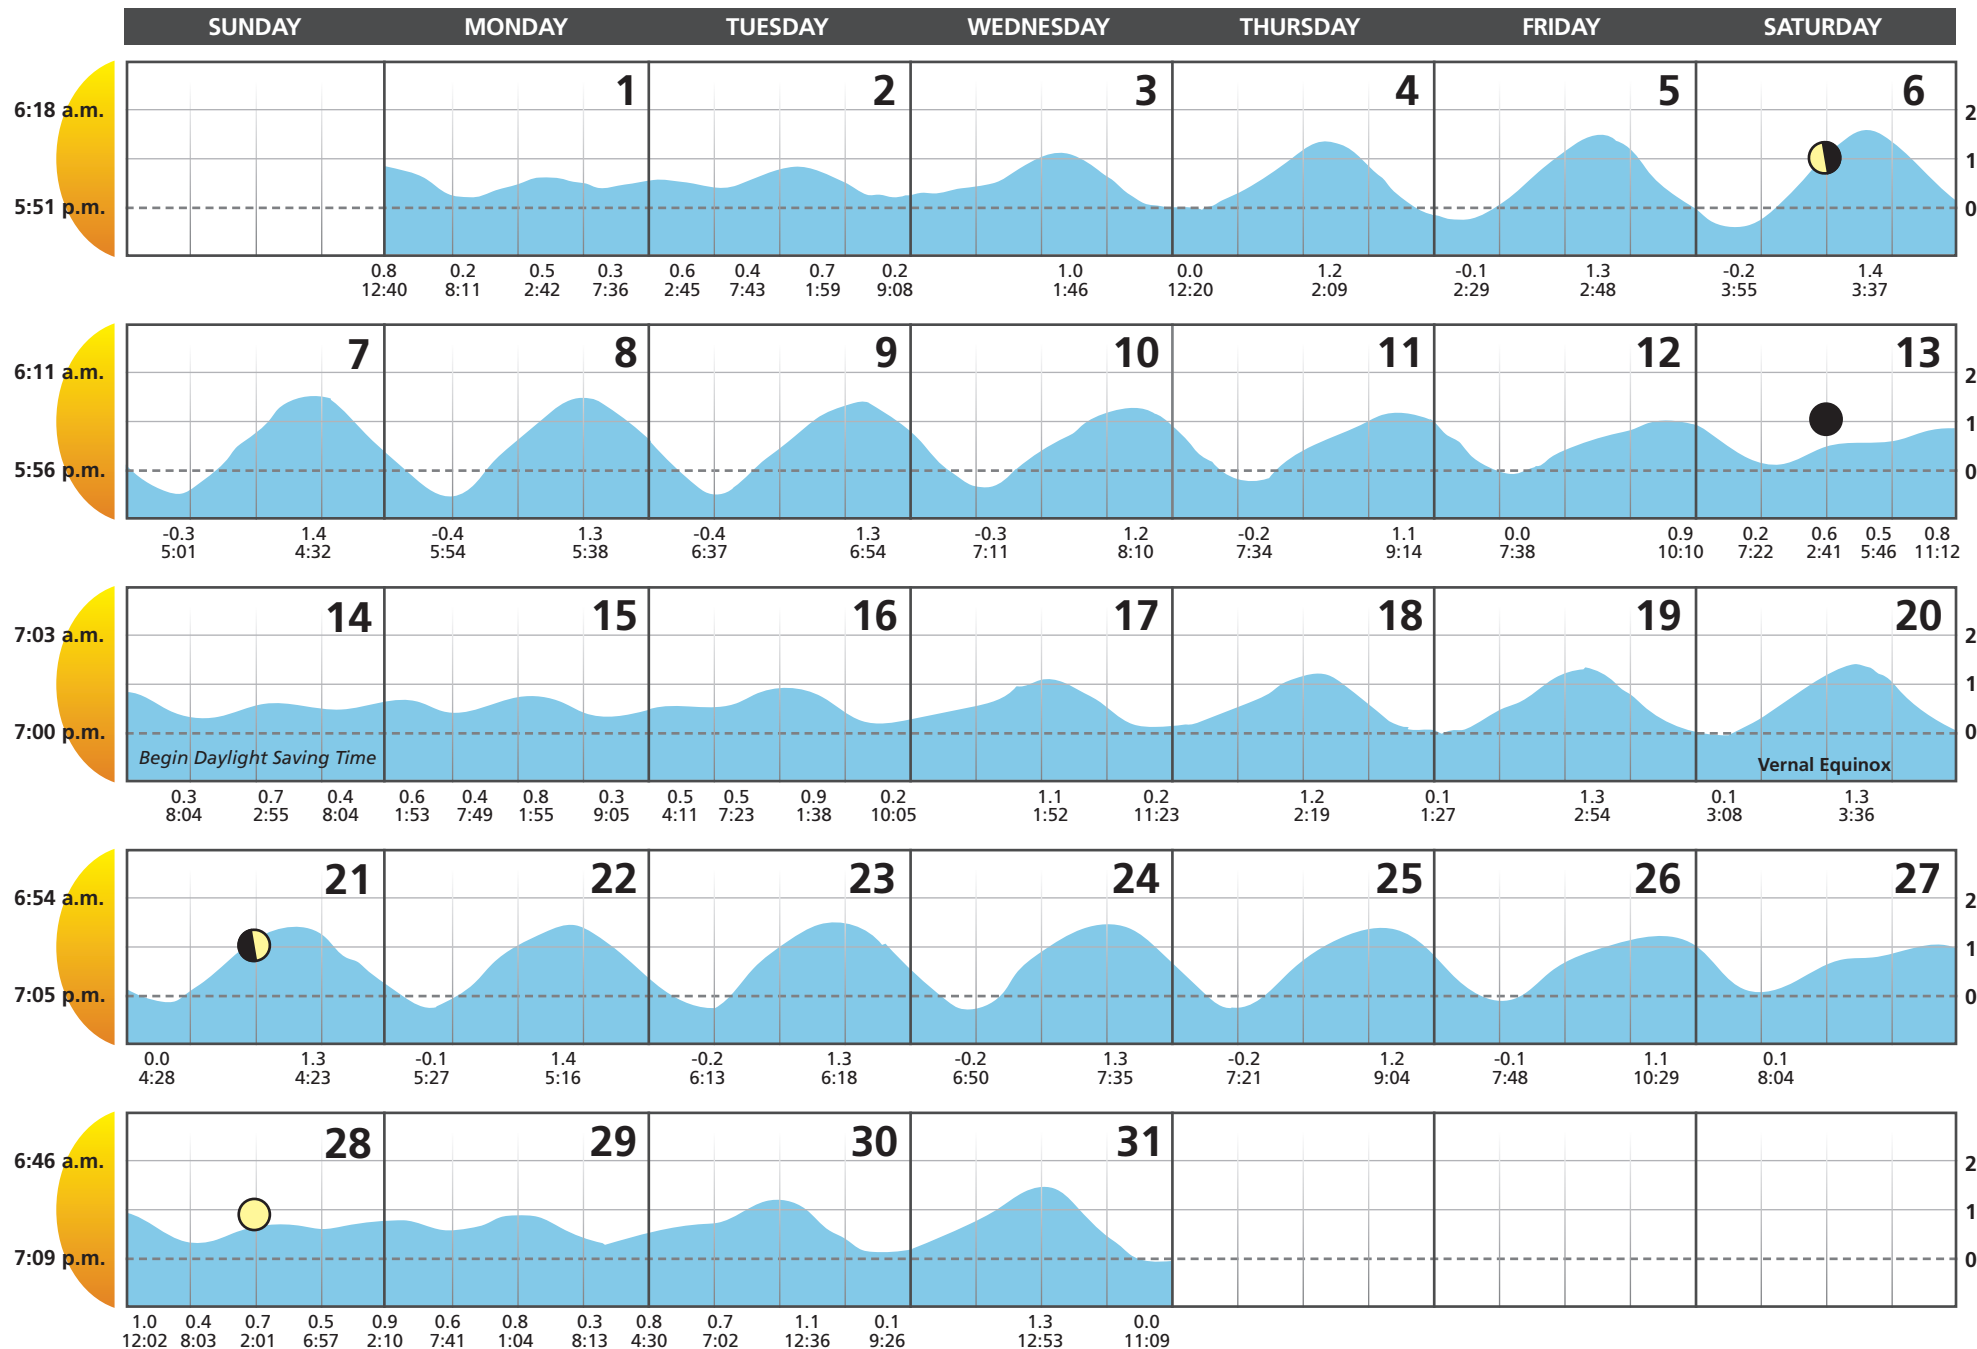 SUNDAY MONDAY TUESDAY WEDNESDAY THURSDAY FRIDAY SATURDAY
1 2 3 4 5 6
6:18 a.m. 2
1
5:51 p.m. 0
0.8 0.2 0.5 0.3 0.6 0.4 0.7 0.2 1.0 0.0 1.2 -0.1 1.3 -0.2 1.4
12:40 8:11 2:42 7:36 2:45 7:43 1:59 9:08 1:46 12:20 2:09 2:29 2:48 3:55 3:37
7 8 9 10 11 12 13
6:11 a.m. 2
1
5:56 p.m. 0
-0.3 1.4 -0.4 1.3 -0.4 1.3 -0.3 1.2 -0.2 1.1 0.0 0.9 0.2 0.6 0.5 0.8
5:01 4:32 5:54 5:38 6:37 6:54 7:11 8:10 7:34 9:14 7:38 10:10 7:22 2:41 5:46 11:12
14 15 16 17 18 19 20
7:03 a.m. 2
1
7:00 p.m. 0
Begin Daylight Saving Time Vernal Equinox
0.3 0.7 0.4 0.6 0.4 0.8 0.3 0.5 0.5 0.9 0.2 1.1 0.2 1.2 0.1 1.3 0.1 1.3
8:04 2:55 8:04 1:53 7:49 1:55 9:05 4:11 7:23 1:38 10:05 1:52 11:23 2:19 1:27 2:54 3:08 3:36
21 22 23 24 25 26 27
6:54 a.m. 2
1
7:05 p.m. 0
0.0 1.3 -0.1 1.4 -0.2 1.3 -0.2 1.3 -0.2 1.2 -0.1 1.1 0.1
4:28 4:23 5:27 5:16 6:13 6:18 6:50 7:35 7:21 9:04 7:48 10:29 8:04
28 29 30 31
6:46 a.m. 2
1
7:09 p.m. 0
1.0 0.4 0.7 0.5 0.9 0.6 0.8 0.3 0.8 0.7 1.1 0.1 1.3 0.0
12:02 8:03 2:01 6:57 2:10 7:41 1:04 8:13 4:30 7:02 12:36 9:26 12:53 11:09